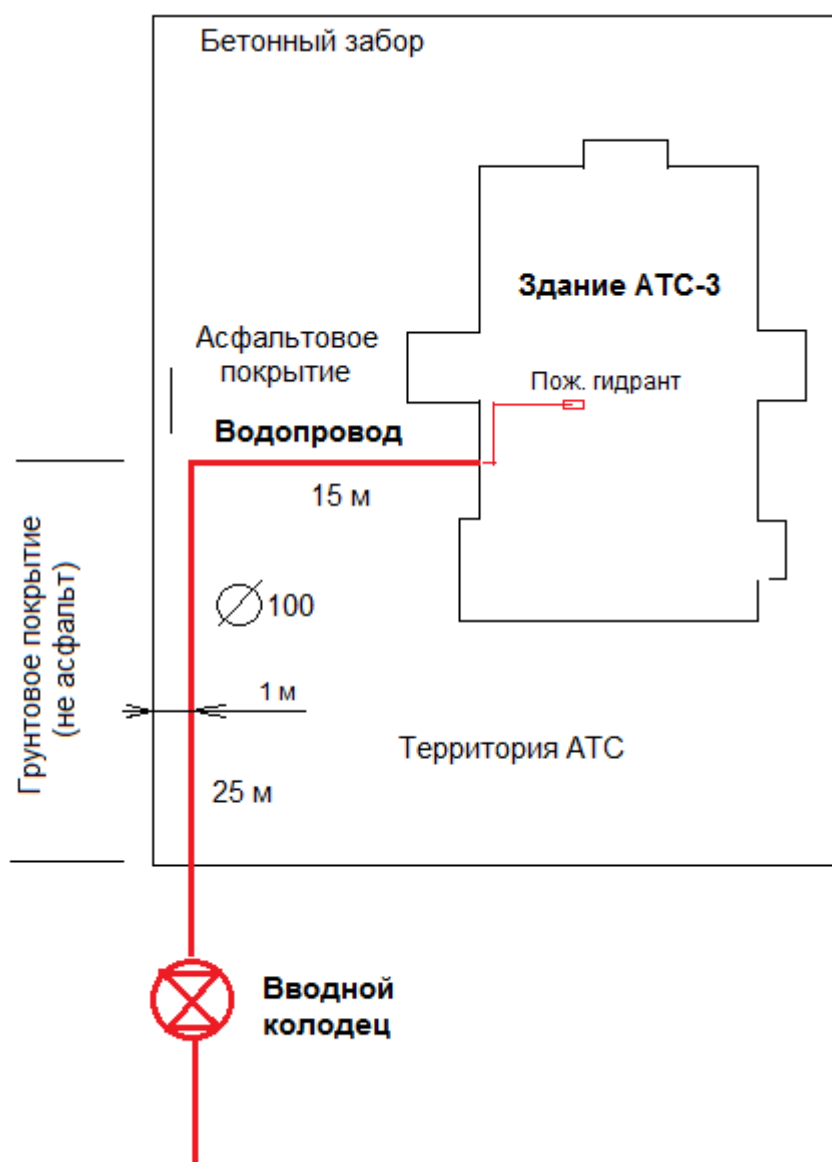 Бетонный забор
Здание АТС-3
Асфальтовое
покрытие
Пож. гидрант
Водопровод
15 м
Грунтовое покрытие
(не асфальт)
100
1 м
Территория АТС
25 м
Вводной
колодец